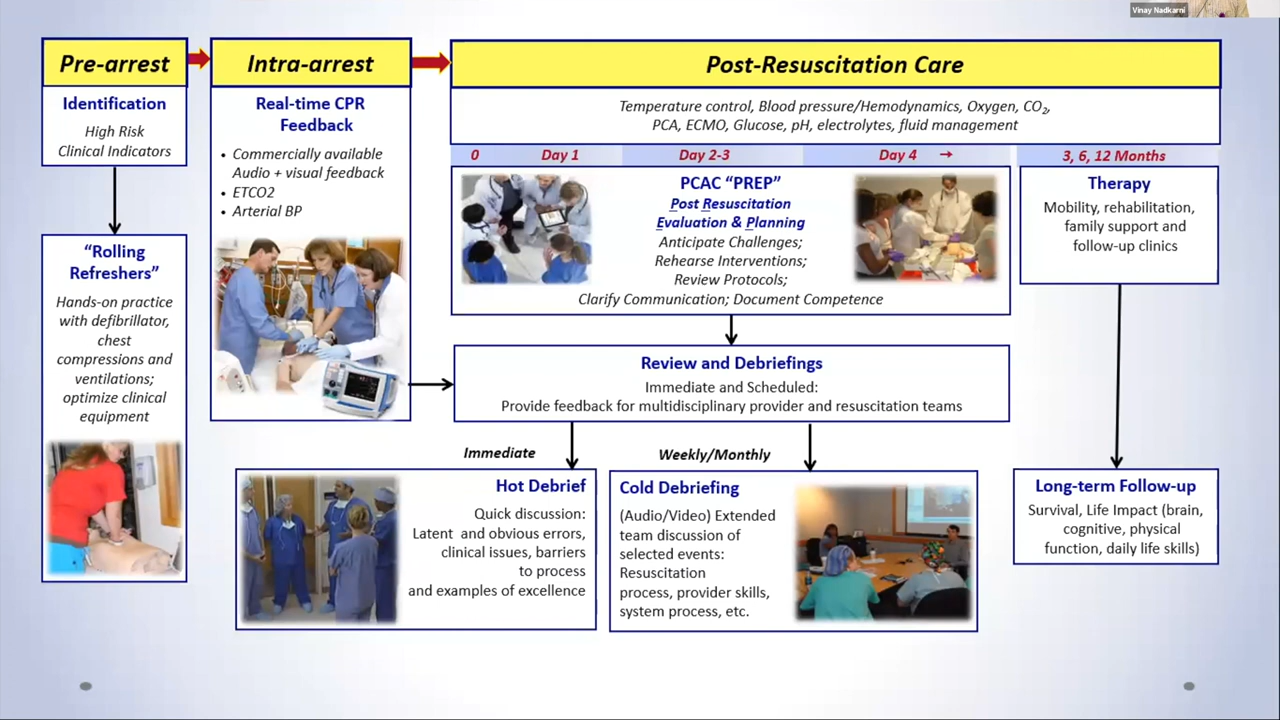 Vinay Nadkarni
Pre-arrest
Identification
High Risk
Clinical Indicators
“Rolling
Refreshers”
Hands-on practice
with defibrillator,
chest
compressions and
ventilations;
optimize clinical
equipment
Intra-arrest
Real-time CPR
Feedback
• Commercially available
Audio + visual feedback
• ETCO2
• Arterial BP
Post-Resuscitation Care
Temperature control, Blood pressure/Hemodynamics, Oxygen, CO₂,
PCA, ECMO, Glucose, pH, electrolytes, fluid management
0 Day 1 Day 2-3 Day 4 → 3, 6, 12 Months
PCAC “PREP”
Post Resuscitation
Evaluation & Planning
Anticipate Challenges;
Rehearse Interventions;
Review Protocols;
Clarify Communication; Document Competence
Therapy
Mobility, rehabilitation,
family support and
follow-up clinics
Review and Debriefings
Immediate and Scheduled:
Provide feedback for multidisciplinary provider and resuscitation teams
Immediate
Weekly/Monthly
Hot Debrief
Quick discussion:
Latent and obvious errors,
clinical issues, barriers
to process
and examples of excellence
Cold Debriefing
(Audio/Video) Extended
team discussion of
selected events:
Resuscitation
process, provider skills,
system process, etc.
Long-term Follow-up
Survival, Life Impact (brain,
cognitive, physical
function, daily life skills)